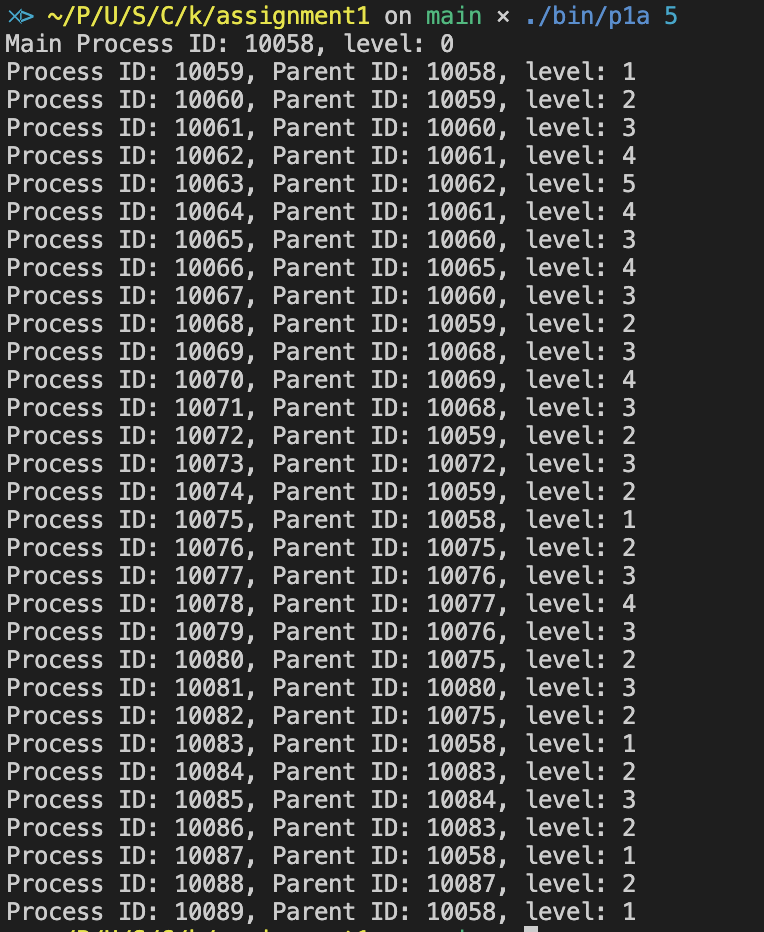 ~/P/U/S/C/k/assignment1 on main × ./bin/p1a 5
Main Process ID: 10058, level: 0
Process ID: 10059, Parent ID: 10058, level: 1
Process ID: 10060, Parent ID: 10059, level: 2
Process ID: 10061, Parent ID: 10060, level: 3
Process ID: 10062, Parent ID: 10061, level: 4
Process ID: 10063, Parent ID: 10062, level: 5
Process ID: 10064, Parent ID: 10061, level: 4
Process ID: 10065, Parent ID: 10060, level: 3
Process ID: 10066, Parent ID: 10065, level: 4
Process ID: 10067, Parent ID: 10060, level: 3
Process ID: 10068, Parent ID: 10059, level: 2
Process ID: 10069, Parent ID: 10068, level: 3
Process ID: 10070, Parent ID: 10069, level: 4
Process ID: 10071, Parent ID: 10068, level: 3
Process ID: 10072, Parent ID: 10059, level: 2
Process ID: 10073, Parent ID: 10072, level: 3
Process ID: 10074, Parent ID: 10059, level: 2
Process ID: 10075, Parent ID: 10058, level: 1
Process ID: 10076, Parent ID: 10075, level: 2
Process ID: 10077, Parent ID: 10076, level: 3
Process ID: 10078, Parent ID: 10077, level: 4
Process ID: 10079, Parent ID: 10076, level: 3
Process ID: 10080, Parent ID: 10075, level: 2
Process ID: 10081, Parent ID: 10080, level: 3
Process ID: 10082, Parent ID: 10075, level: 2
Process ID: 10083, Parent ID: 10058, level: 1
Process ID: 10084, Parent ID: 10083, level: 2
Process ID: 10085, Parent ID: 10084, level: 3
Process ID: 10086, Parent ID: 10083, level: 2
Process ID: 10087, Parent ID: 10058, level: 1
Process ID: 10088, Parent ID: 10087, level: 2
Process ID: 10089, Parent ID: 10058, level: 1